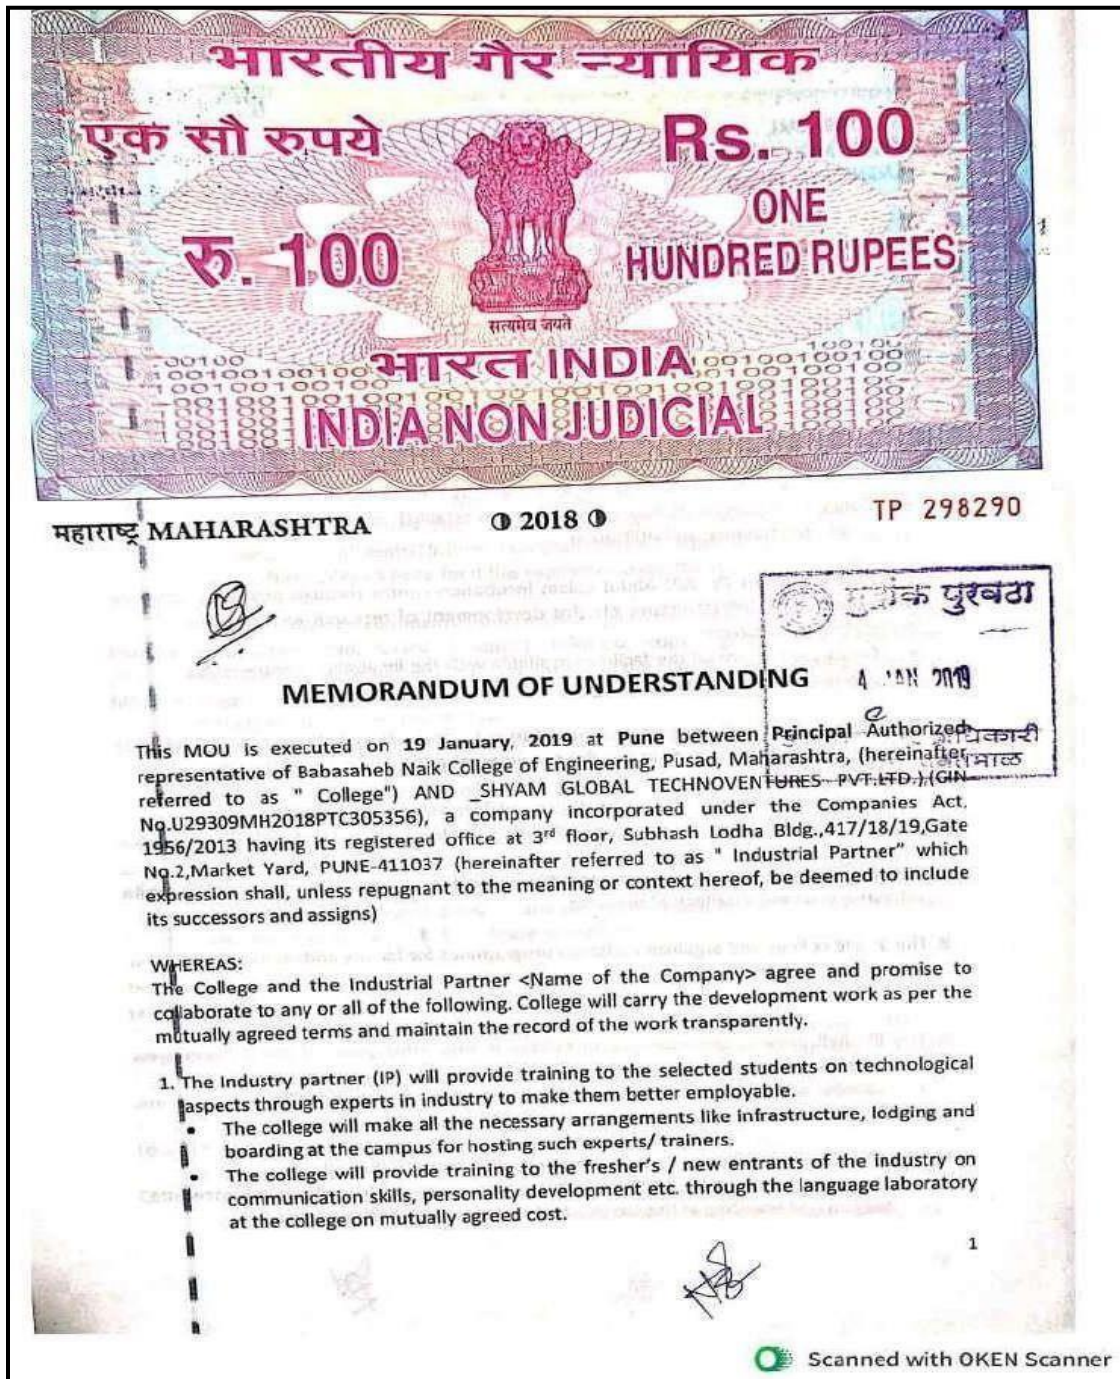 भारतीय गैर न्यायिक
एक सौ रुपये
Rs. 100
रु. 100
ONE
HUNDRED RUPEES
सत्यमेव जयते
भारत INDIA
INDIA NON JUDICIAL
महाराष्ट्र MAHARASHTRA
2018
TP 298290
पुरवठा
4 JAN 2019
MEMORANDUM OF UNDERSTANDING
This MOU is executed on 19 January, 2019 at Pune between Principal Authorized
representative of Babasaheb Naik College of Engineering, Pusad, Maharashtra, (hereinafter
referred to as " College") AND _SHYAM GLOBAL TECHNOVENTURES PVT.LTD.),(GIN
No.U29309MH2018PTC305356), a company incorporated under the Companies Act,
1956/2013 having its registered office at 3rd floor, Subhash Lodha Bldg.,417/18/19,Gate
No.2,Market Yard, PUNE-411037 (hereinafter referred to as " Industrial Partner" which
expression shall, unless repugnant to the meaning or context hereof, be deemed to include
its successors and assigns)
WHEREAS:
The College and the Industrial Partner <Name of the Company> agree and promise to
collaborate to any or all of the following. College will carry the development work as per the
mutually agreed terms and maintain the record of the work transparently.
1. The Industry partner (IP) will provide training to the selected students on technological
aspects through experts in industry to make them better employable.
• The college will make all the necessary arrangements like infrastructure, lodging and
boarding at the campus for hosting such experts/ trainers.
• The college will provide training to the fresher's / new entrants of the industry on
communication skills, personality development etc. through the language laboratory
at the college on mutually agreed cost.
1
Scanned with OKEN Scanner